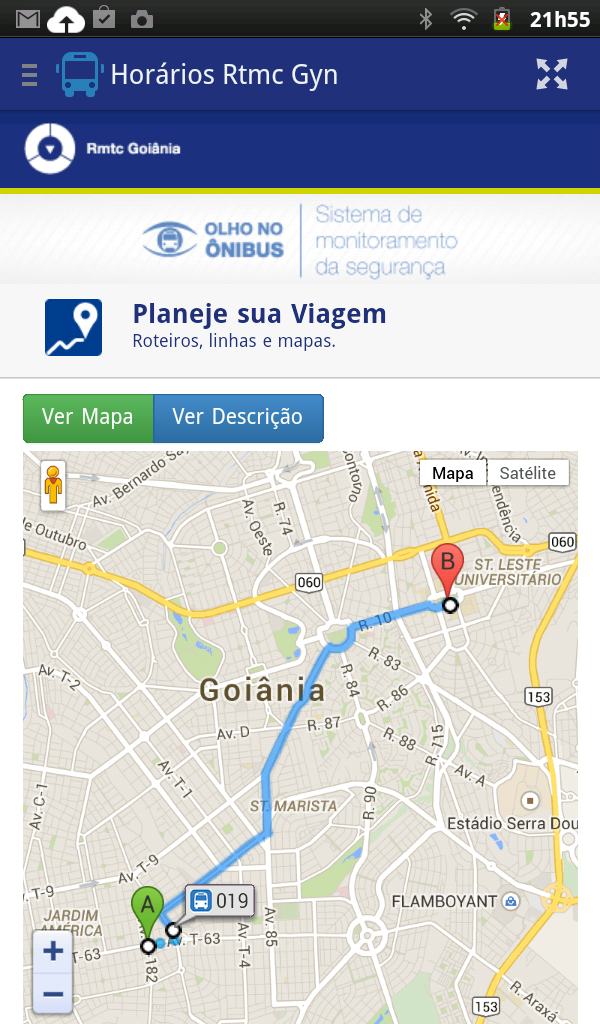 21h55
Horários Rtmc Gyn
Rmtc Goiânia
OLHO NO
ÔNIBUS
Sistema de
monitoramento
da segurança
Planeje sua Viagem
Roteiros, linhas e mapas.
Ver Mapa
Ver Descrição
Mapa
Satélite
Av. Bernardo Sa
de Outubro
Av. Oeste
R. 74
060
060
B
ST. LESTE
UNIVERSITÁRIO
R. 10
R. 83
Av. T-2
Goiânia
R. 84
R. 86
153
Av. D
R. 87
R. 88
R. 115
Av. A
Av. T-1
Av. C-1
ST. MARISTA
R. 90
Estádio Serra Dou
Av. T-9
T-9
A
019
FLAMBOYANT
JARDIM
AMÉRICA
T-63
Av. T-63
Av. T-4
Av. 85
182
+
−
153
R. Araxá